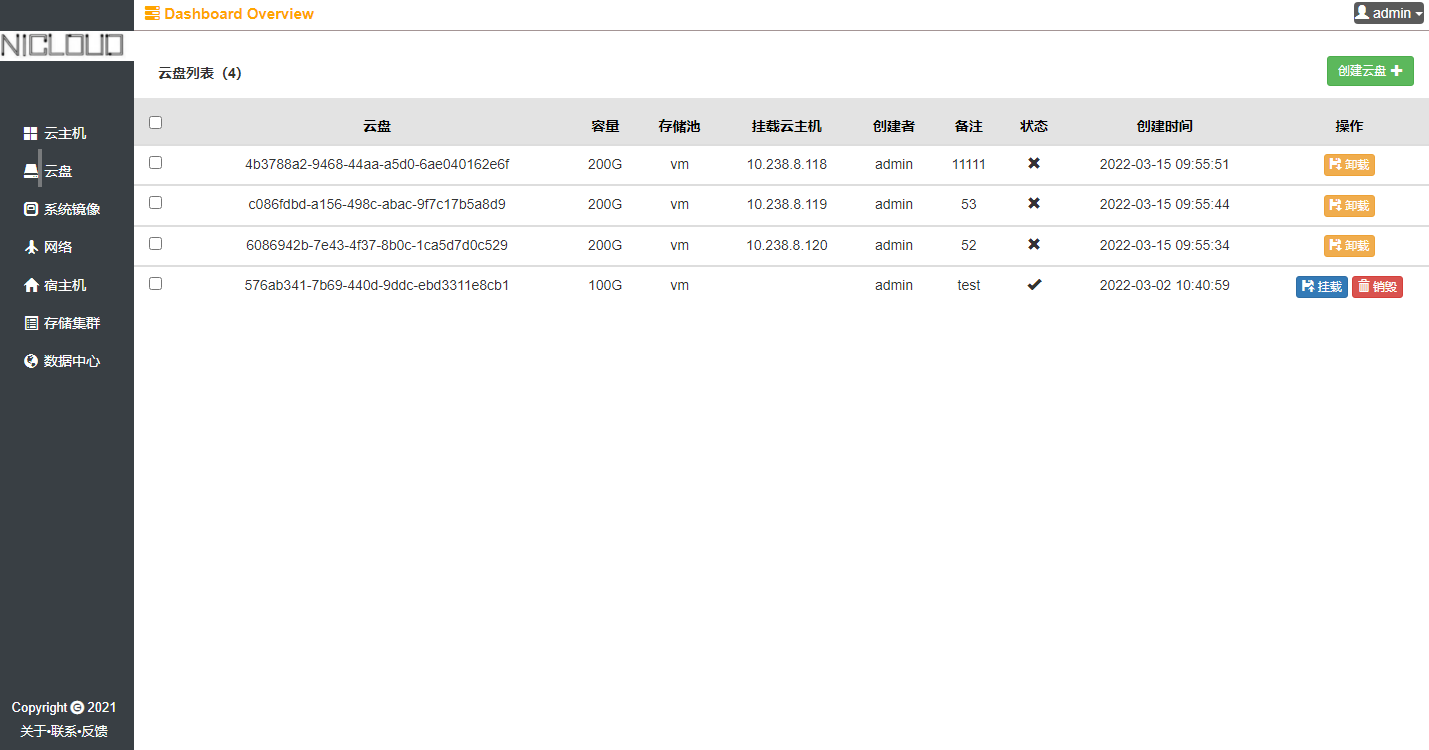 Dashboard Overview
admin
NICLOUD
云盘列表（4）
创建云盘
云主机
云盘
系统镜像
网络
宿主机
存储集群
数据中心
云盘 容量 存储池 挂载云主机 创建者 备注 状态 创建时间 操作
4b3788a2-9468-44aa-a5d0-6ae040162e6f 200G vm 10.238.8.118 admin 11111 2022-03-15 09:55:51 卸载
c086fdbd-a156-498c-abac-9f7c17b5a8d9 200G vm 10.238.8.119 admin 53 2022-03-15 09:55:44 卸载
6086942b-7e43-4f37-8b0c-1ca5d7d0c529 200G vm 10.238.8.120 admin 52 2022-03-15 09:55:34 卸载
576ab341-7b69-440d-9ddc-ebd3311e8cb1 100G vm admin test 2022-03-02 10:40:59 挂载 销毁
Copyright 2021
关于•联系•反馈